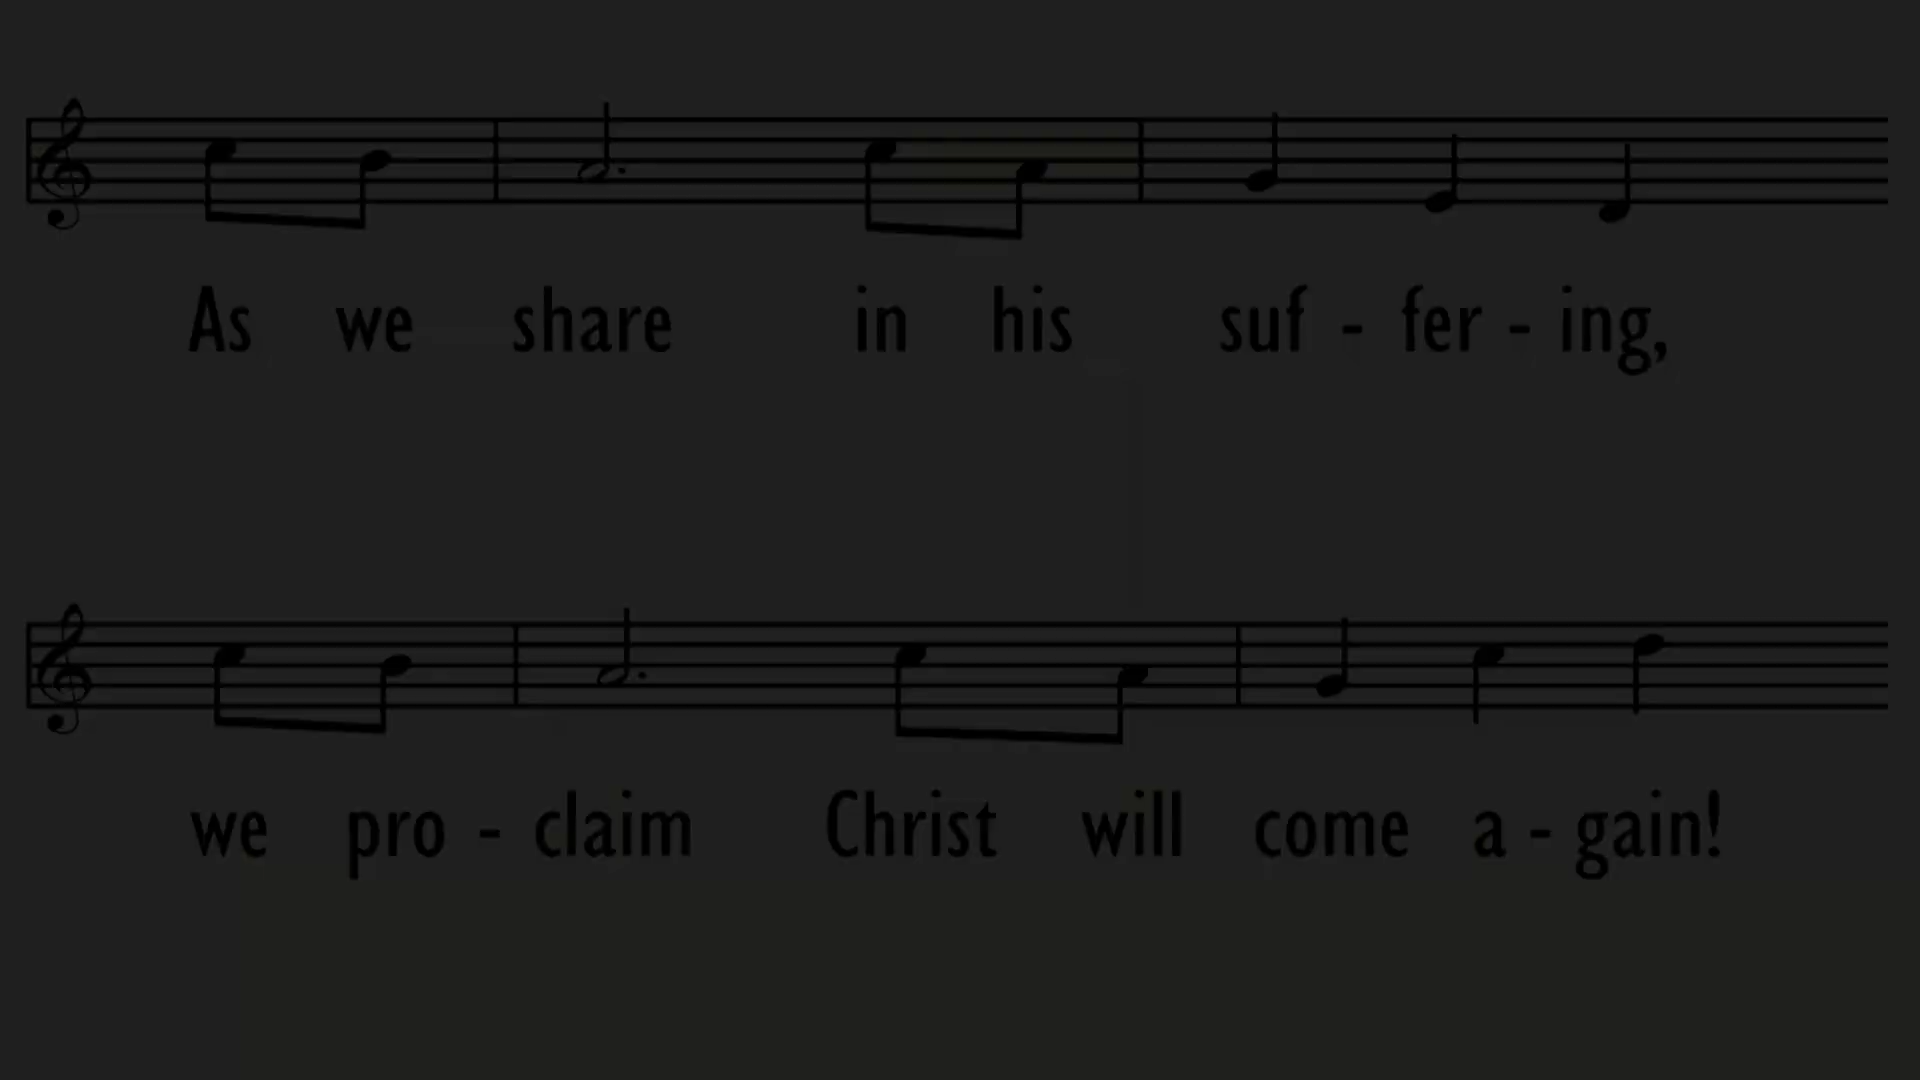 As we share in his suf - fer - ing,
we pro - claim Christ will come a - gain!